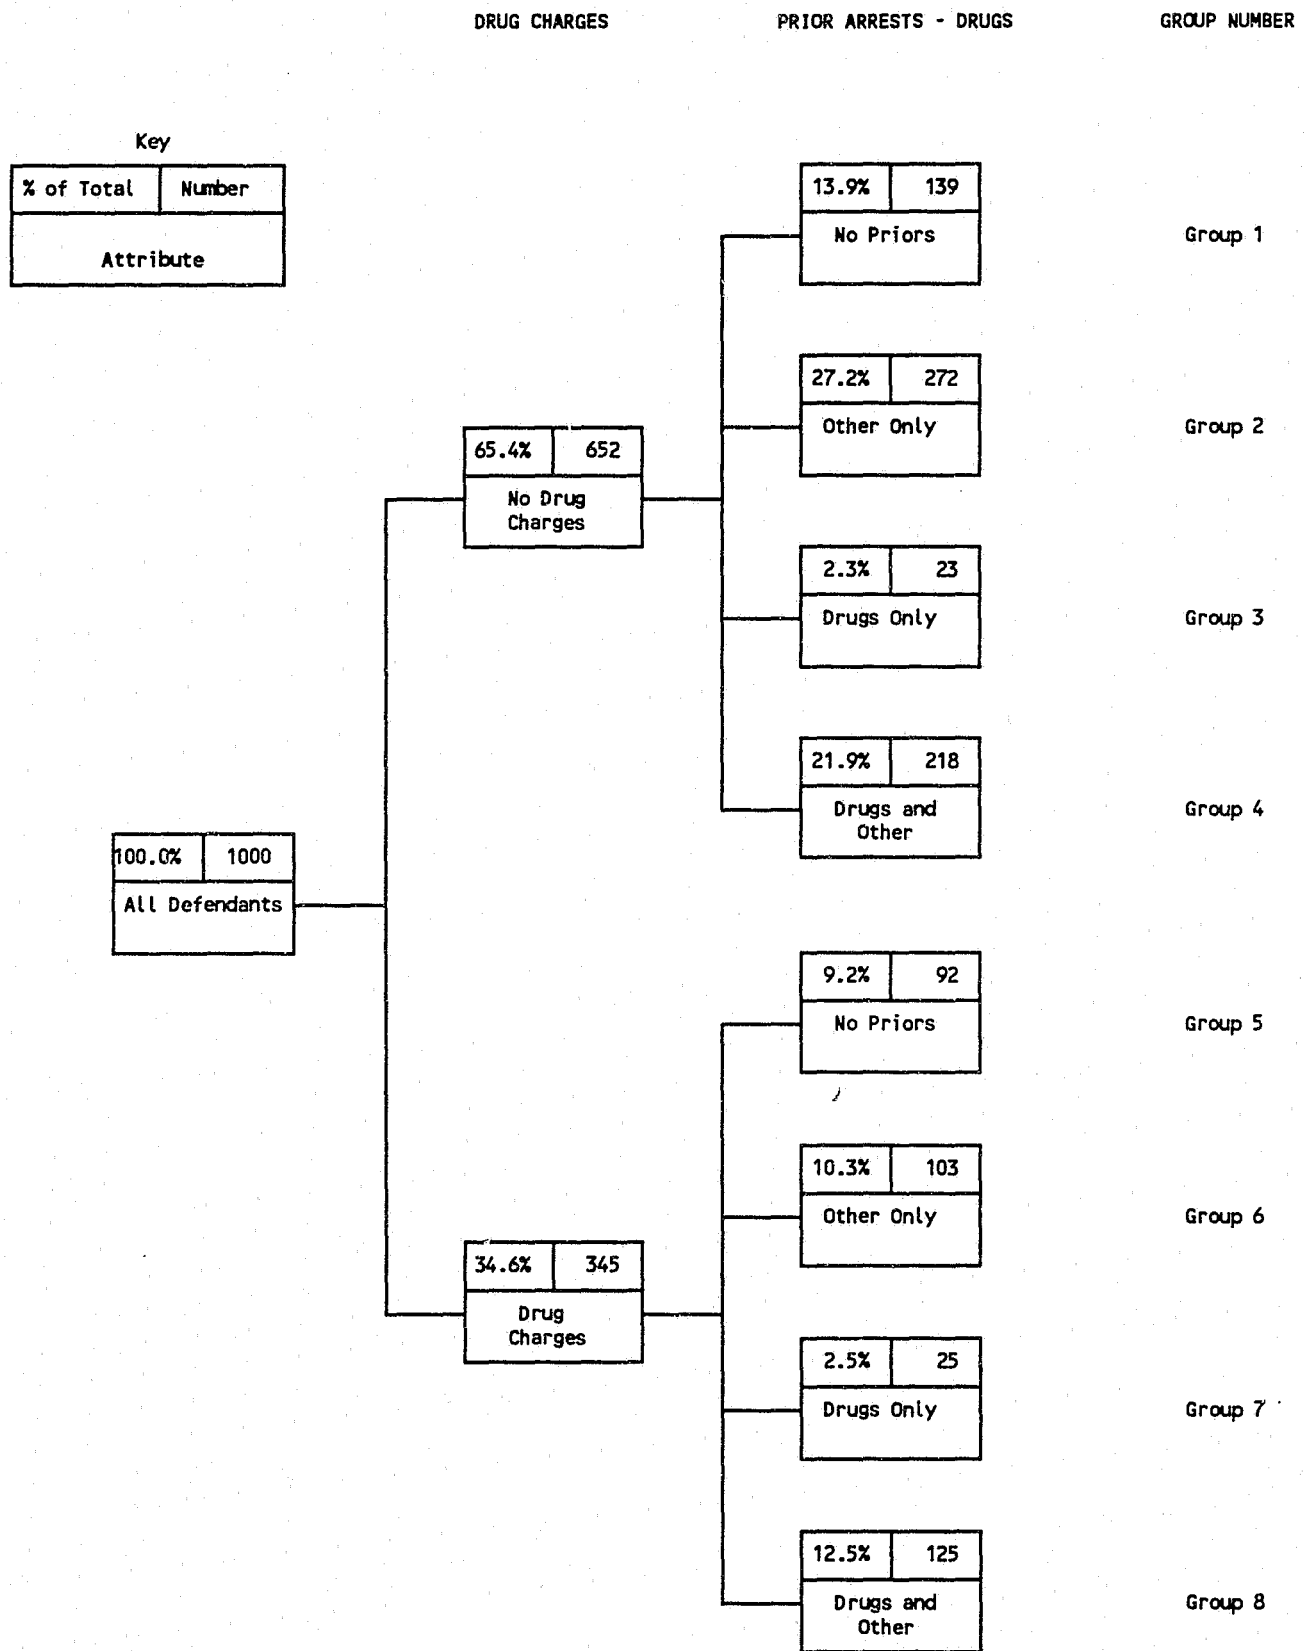 DRUG CHARGES PRIOR ARRESTS - DRUGS GROUP NUMBER
Key
% of Total Number
Attribute
13.9% 139
No Priors
Group 1
27.2% 272
Other Only
Group 2
65.4% 652
No Drug
Charges
2.3% 23
Drugs Only
Group 3
21.9% 218
Drugs and
Other
Group 4
100.0% 1000
All Defendants
9.2% 92
No Priors
Group 5
10.3% 103
Other Only
Group 6
34.6% 345
Drug
Charges
2.5% 25
Drugs Only
Group 7
12.5% 125
Drugs and
Other
Group 8